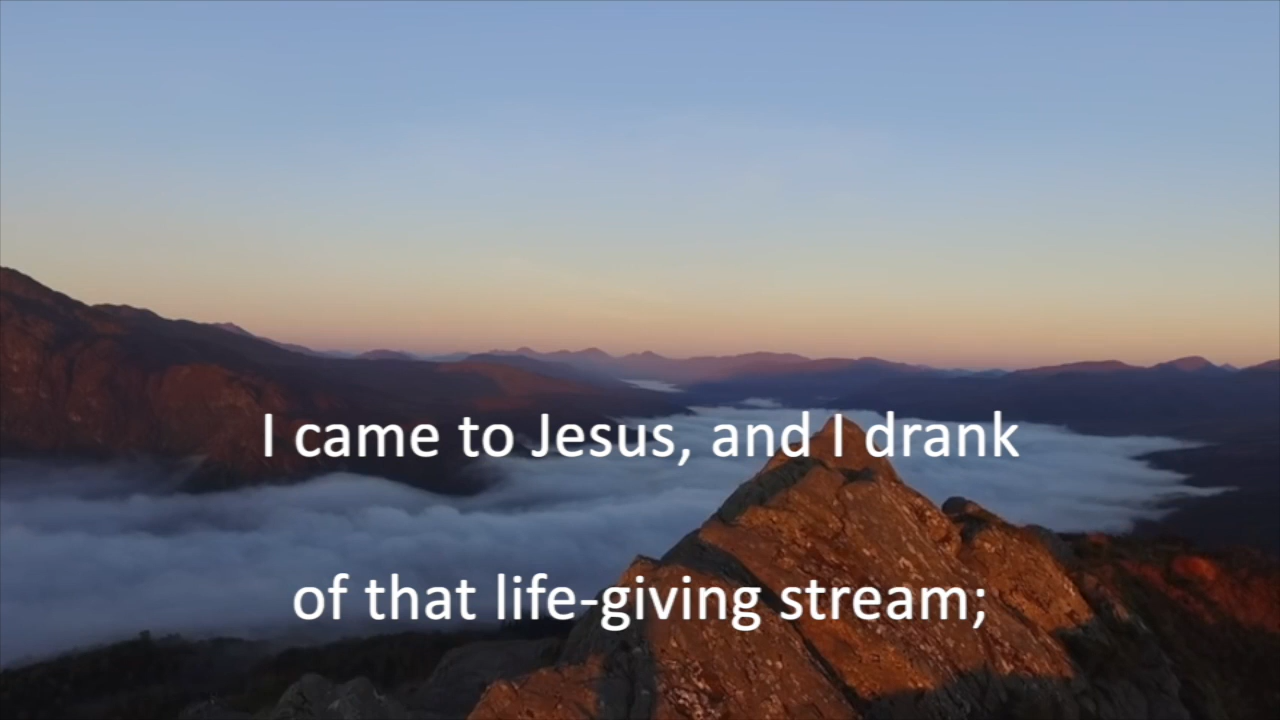 I came to Jesus, and I drank
of that life-giving stream;